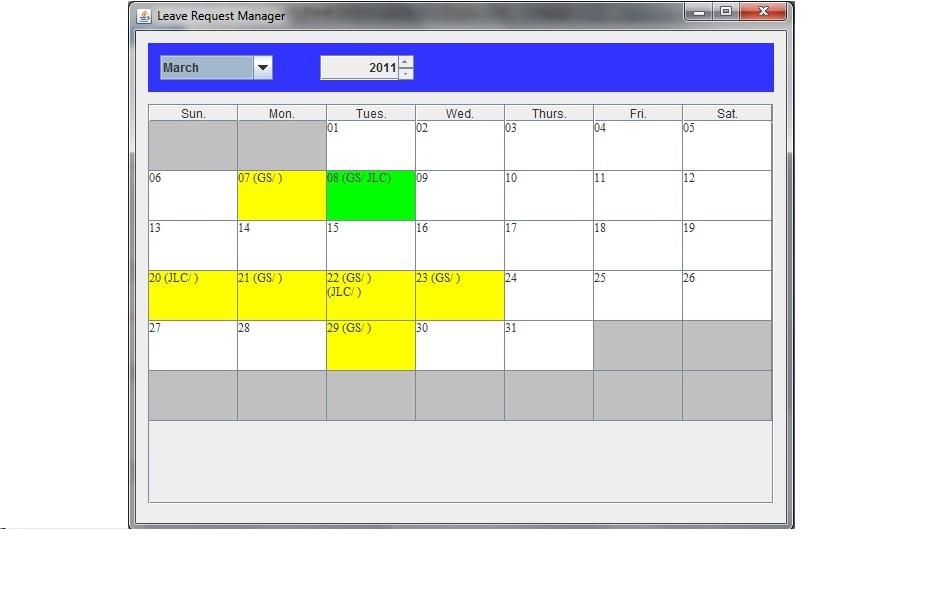 Leave Request Manager
March 2011
Sun. Mon. Tues. Wed. Thurs. Fri. Sat.
01 02 03 04 05
06 07 (GS/ ) 08 (GS/ JLC) 09 10 11 12
13 14 15 16 17 18 19
20 (JLC/ ) 21 (GS/ ) 22 (GS/ ) 23 (GS/ ) 24 25 26
(JLC/ )
27 28 29 (GS/ ) 30 31